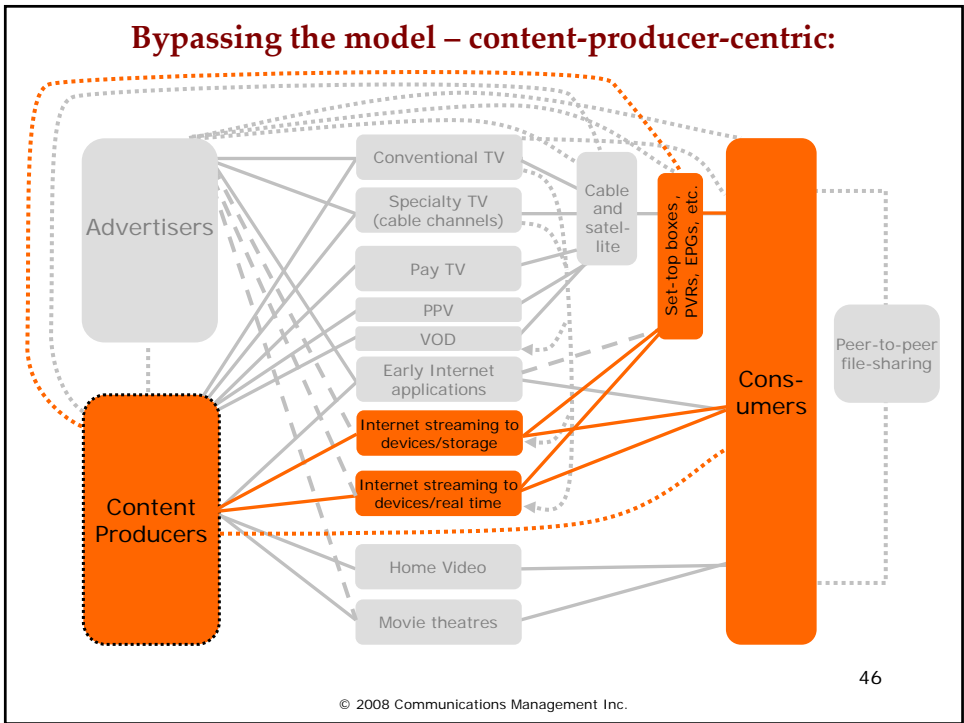 Bypassing the model – content-producer-centric:
Advertisers
Content
Producers
Conventional TV
Specialty TV
(cable channels)
Pay TV
PPV
VOD
Early Internet
applications
Internet streaming to
devices/storage
Internet streaming to
devices/real time
Home Video
Movie theatres
Cable
and
satel-
lite
Set-top boxes ,
PVRs, EPGs, etc.
Cons-
umers
Peer-to-peer
file-sharing
46
© 2008 Communications Management Inc.